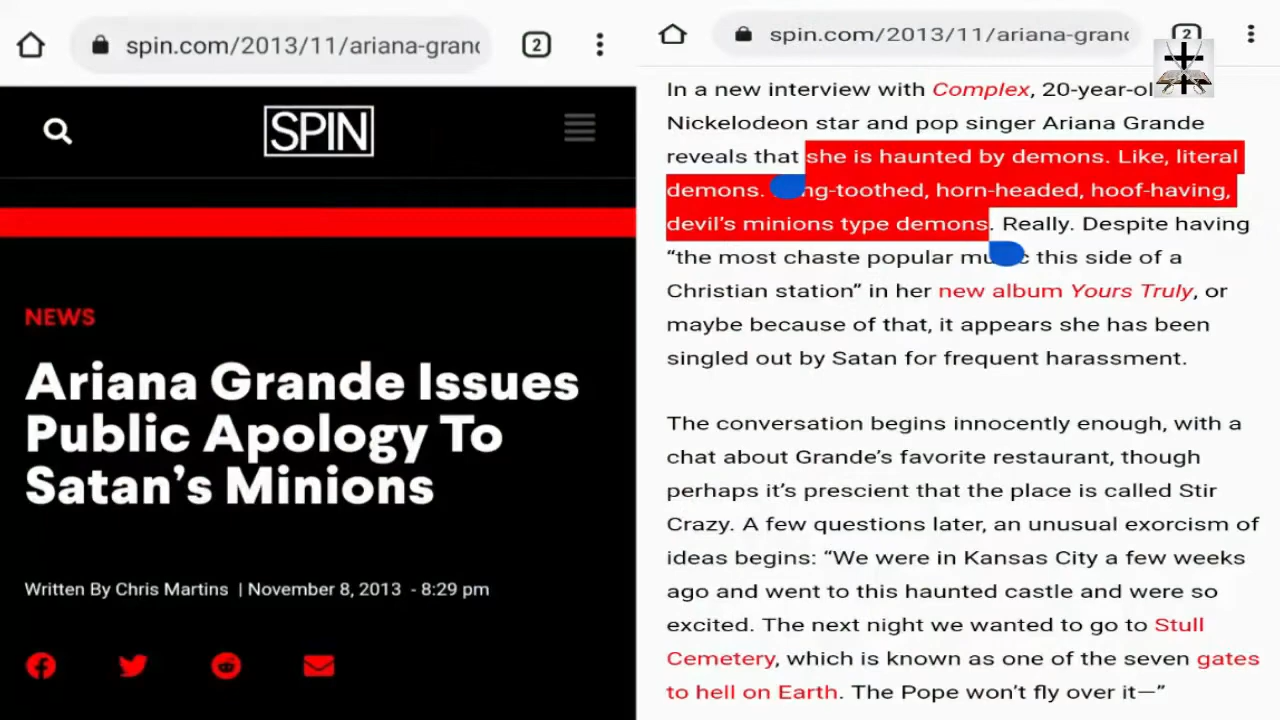 spin.com/2013/11/ariana-grand
2
SPIN
NEWS
Ariana Grande Issues
Public Apology To
Satan's Minions
Written By Chris Martins | November 8, 2013 - 8:29 pm
spin.com/2013/11/ariana-grand
2
In a new interview with Complex, 20-year-ol
Nickelodeon star and pop singer Ariana Grande
reveals that she is haunted by demons. Like, literal
demons. ng-toothed, horn-headed, hoof-having,
devil's minions type demons. Really. Despite having
“the most chaste popular mu c this side of a
Christian station” in her new album Yours Truly, or
maybe because of that, it appears she has been
singled out by Satan for frequent harassment.
The conversation begins innocently enough, with a
chat about Grande's favorite restaurant, though
perhaps it's prescient that the place is called Stir
Crazy. A few questions later, an unusual exorcism of
ideas begins: “We were in Kansas City a few weeks
ago and went to this haunted castle and were so
excited. The next night we wanted to go to Stull
Cemetery, which is known as one of the seven gates
to hell on Earth. The Pope won't fly over it—”